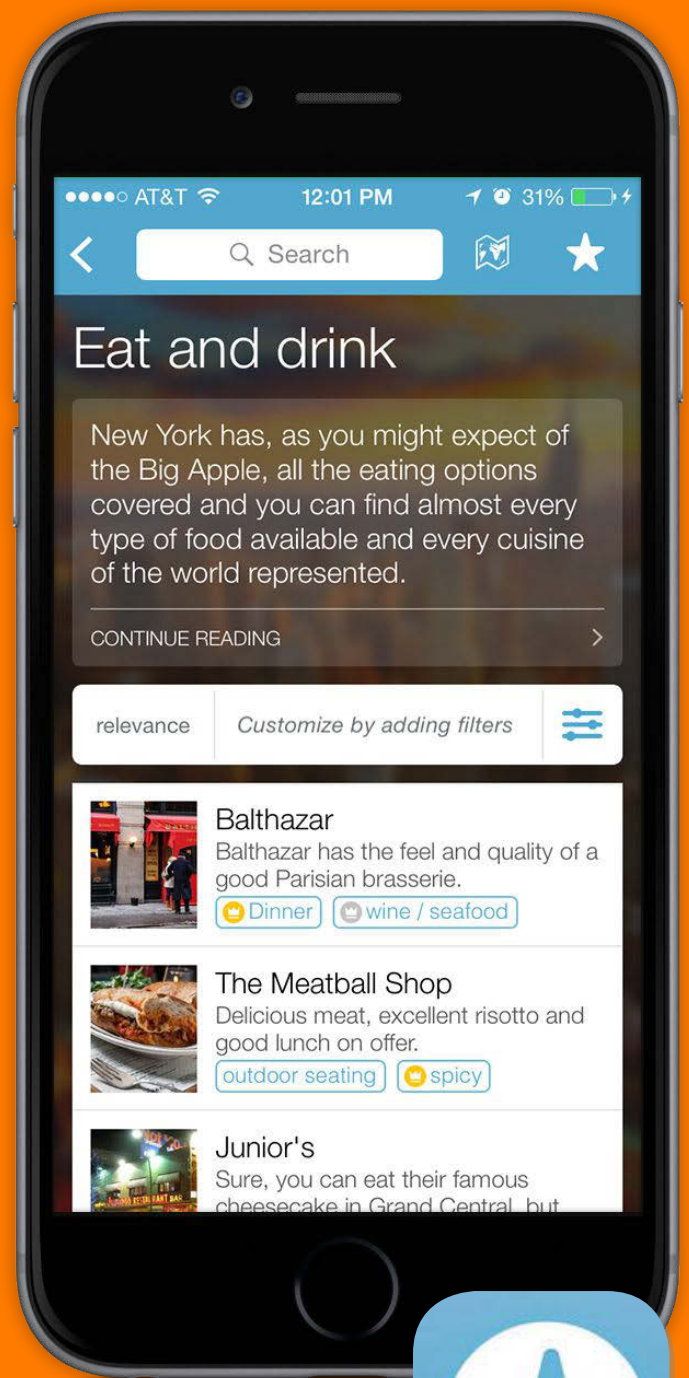 AT&T 12:01 PM 31%
Search
Eat and drink
New York has, as you might expect of
the Big Apple, all the eating options
covered and you can find almost every
type of food available and every cuisine
of the world represented.
CONTINUE READING
relevance Customize by adding filters
Balthazar
Balthazar has the feel and quality of a
good Parisian brasserie.
Dinner wine / seafood
The Meatball Shop
Delicious meat, excellent risotto and
good lunch on offer.
outdoor seating spicy
Junior's
Sure, you can eat their famous
cheesecake in Grand Central, but